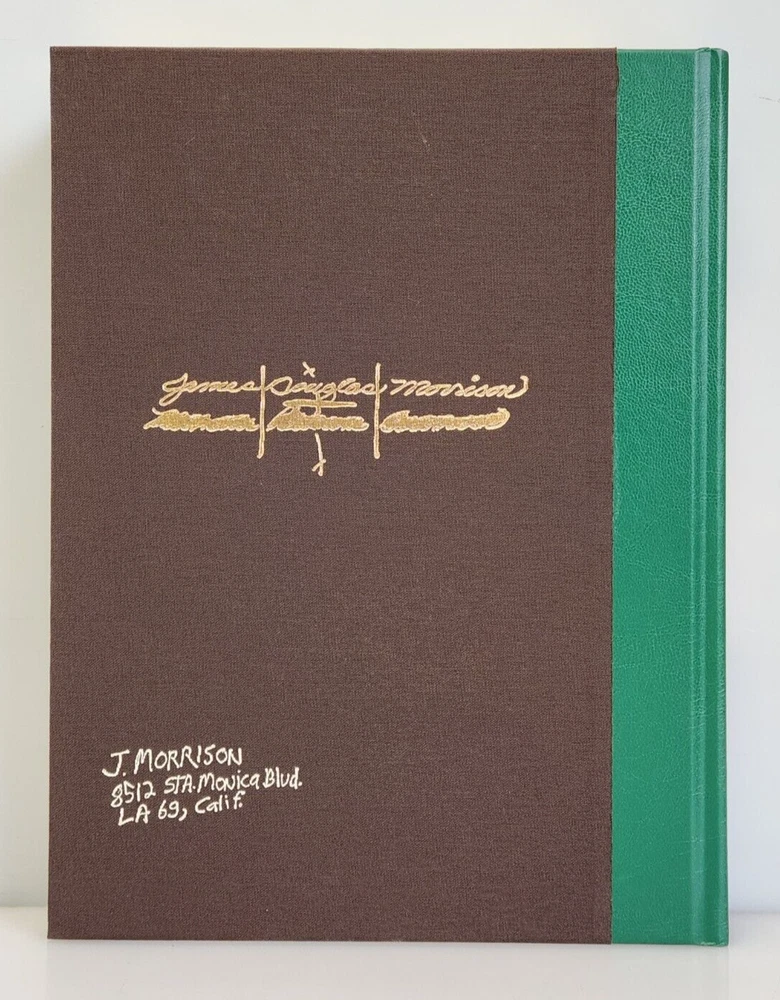 James Douglas Morrison
J. MORRISON
8512 STA. Monica Blvd.
LA 69, Calif.